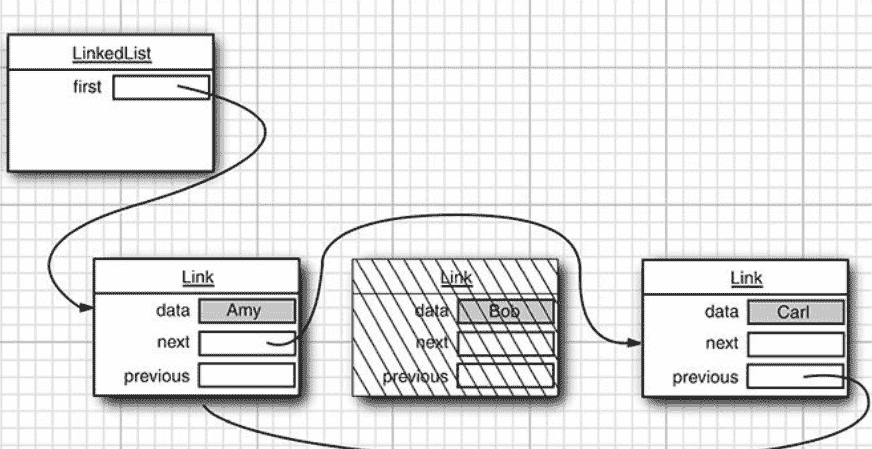 LinkedList
first
Link
data Amy
next
previous
Link
data Bob
next
previous
Link
data Carl
next
previous